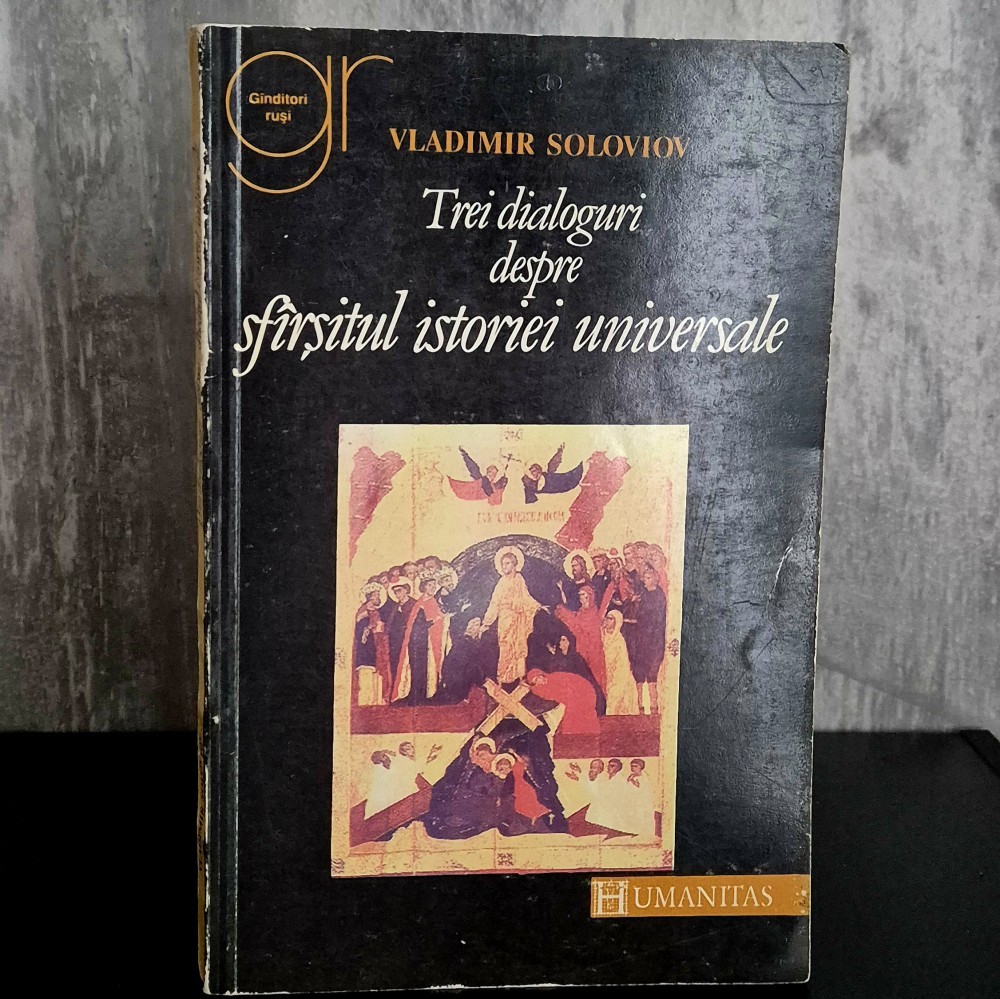 gr
Gînditori
ruşi
VLADIMIR SOLOVIOV
Trei dialoguri
despre
sfîrşitul istoriei universale
HUMANITAS